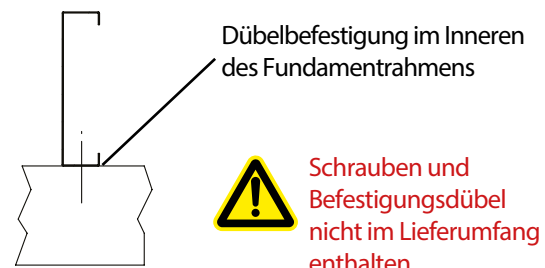 Dübelbefestigung im Inneren
des Fundamentrahmens
Schrauben und
Befestigungsdübel
nicht im Lieferumfang
enthalten